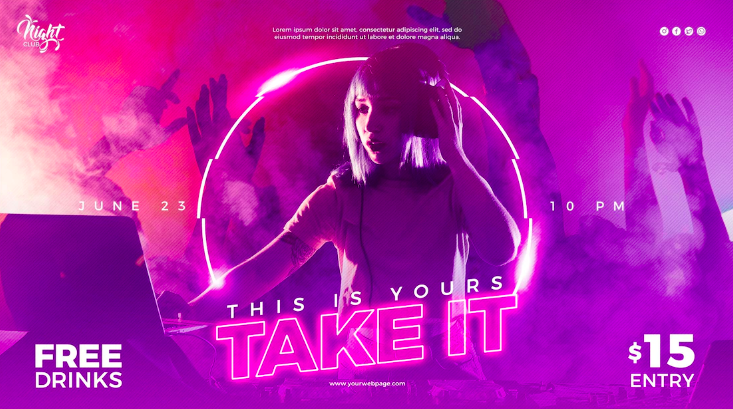 Night
CLUB
Lorem ipsum dolor sit amet, consectetur adipiscing elit, sed do
eiusmod tempor incididunt ut labore et dolore magna aliqua.
JUNE 23
10 PM
THIS IS YOURS
TAKE IT
FREE
DRINKS
$15
ENTRY
www.yourwebpage.com